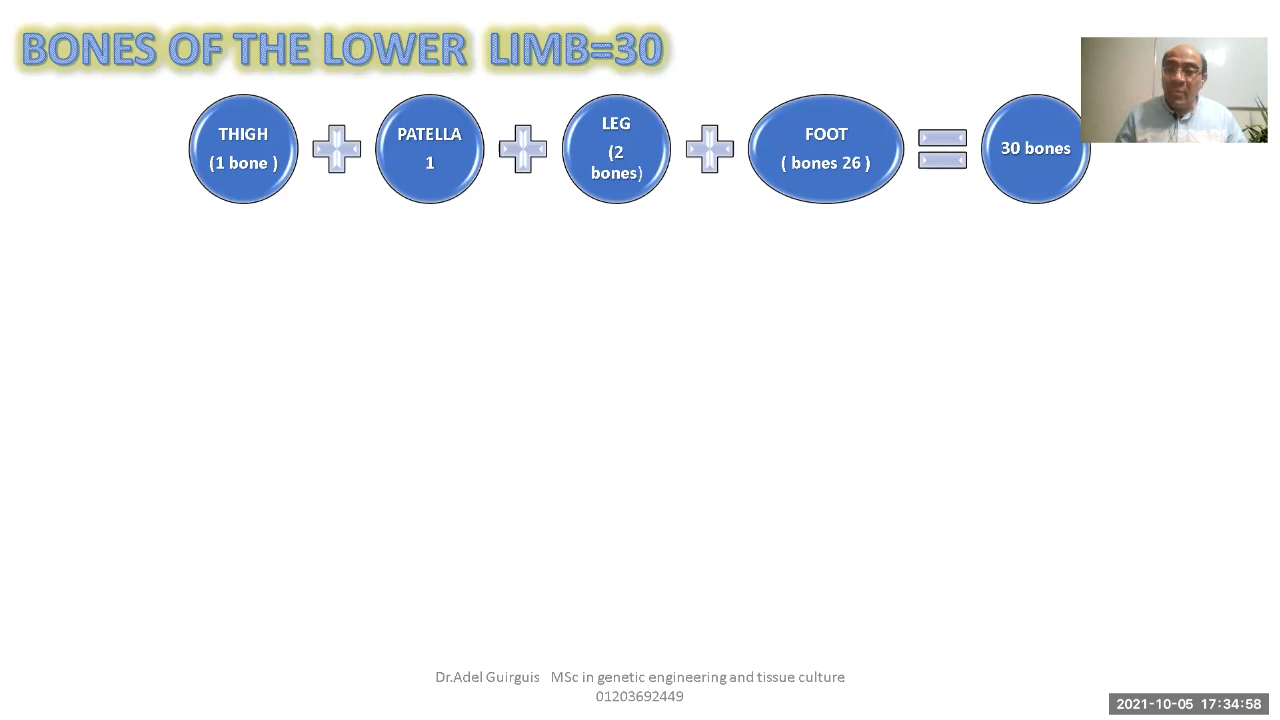 BONES OF THE LOWER LIMB=30
THIGH
(1 bone )
PATELLA
1
LEG
(2
bones)
FOOT
( bones 26 )
30 bones
Dr.Adel Guirguis MSc in genetic engineering and tissue culture
01203692449
2021-10-05 17:34:58